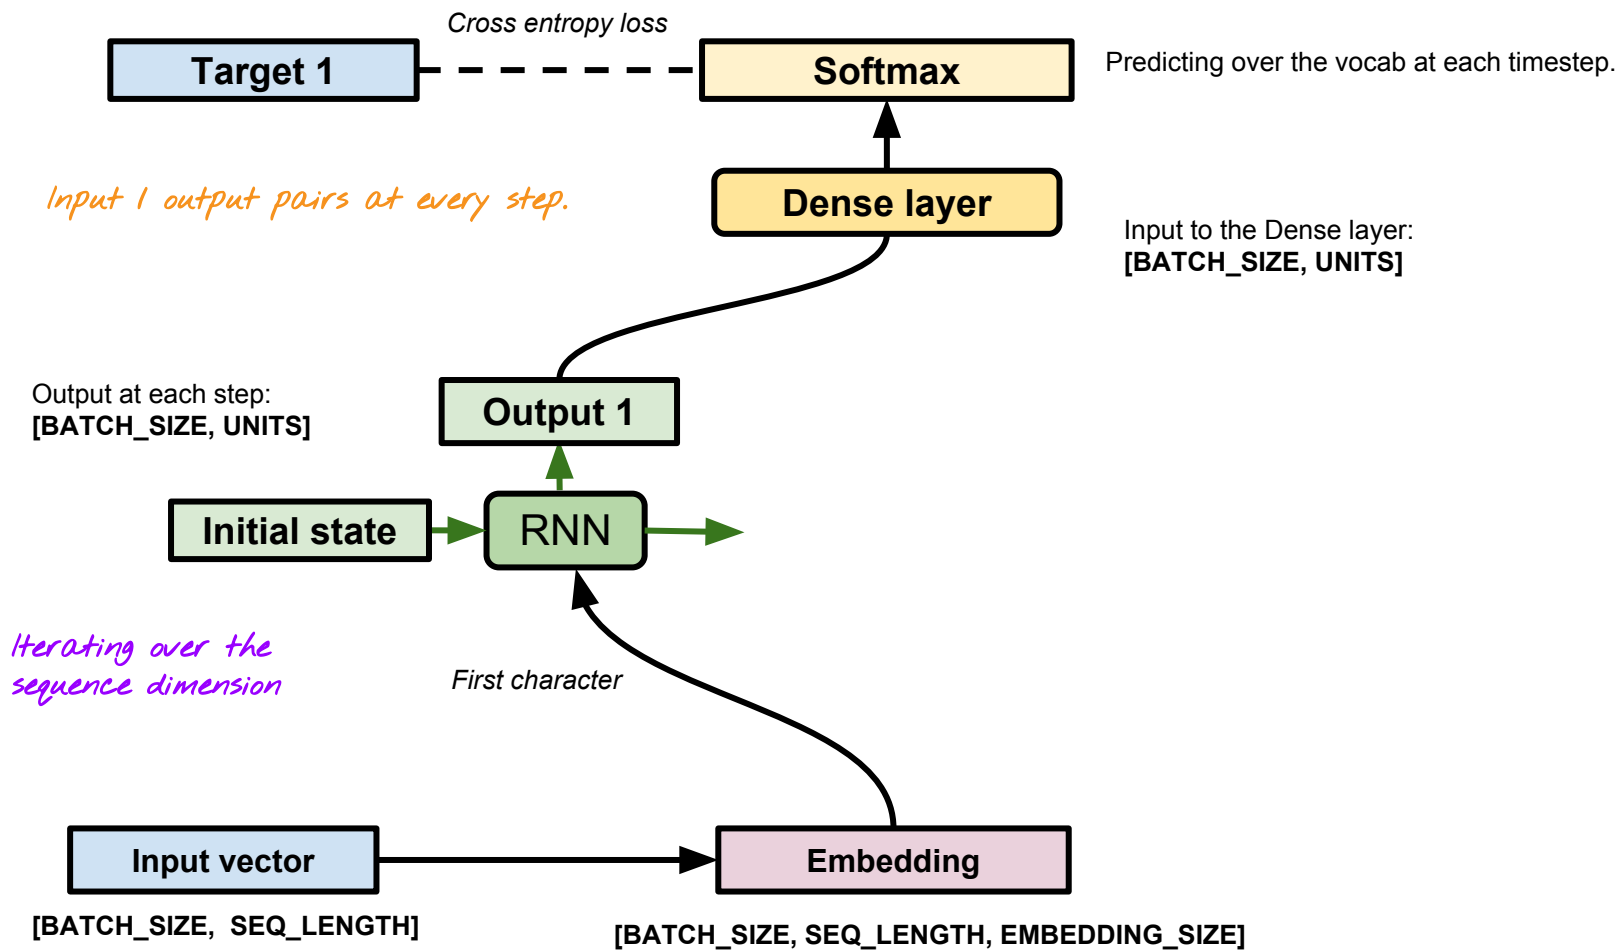 Cross entropy loss
Target 1
Softmax
Predicting over the vocab at each timestep.
Input / output pairs at every step.
Dense layer
Input to the Dense layer:
[BATCH_SIZE, UNITS]
Output at each step:
[BATCH_SIZE, UNITS]
Output 1
Initial state
RNN
Iterating over the
sequence dimension
First character
Input vector
Embedding
[BATCH_SIZE, SEQ_LENGTH]
[BATCH_SIZE, SEQ_LENGTH, EMBEDDING_SIZE]